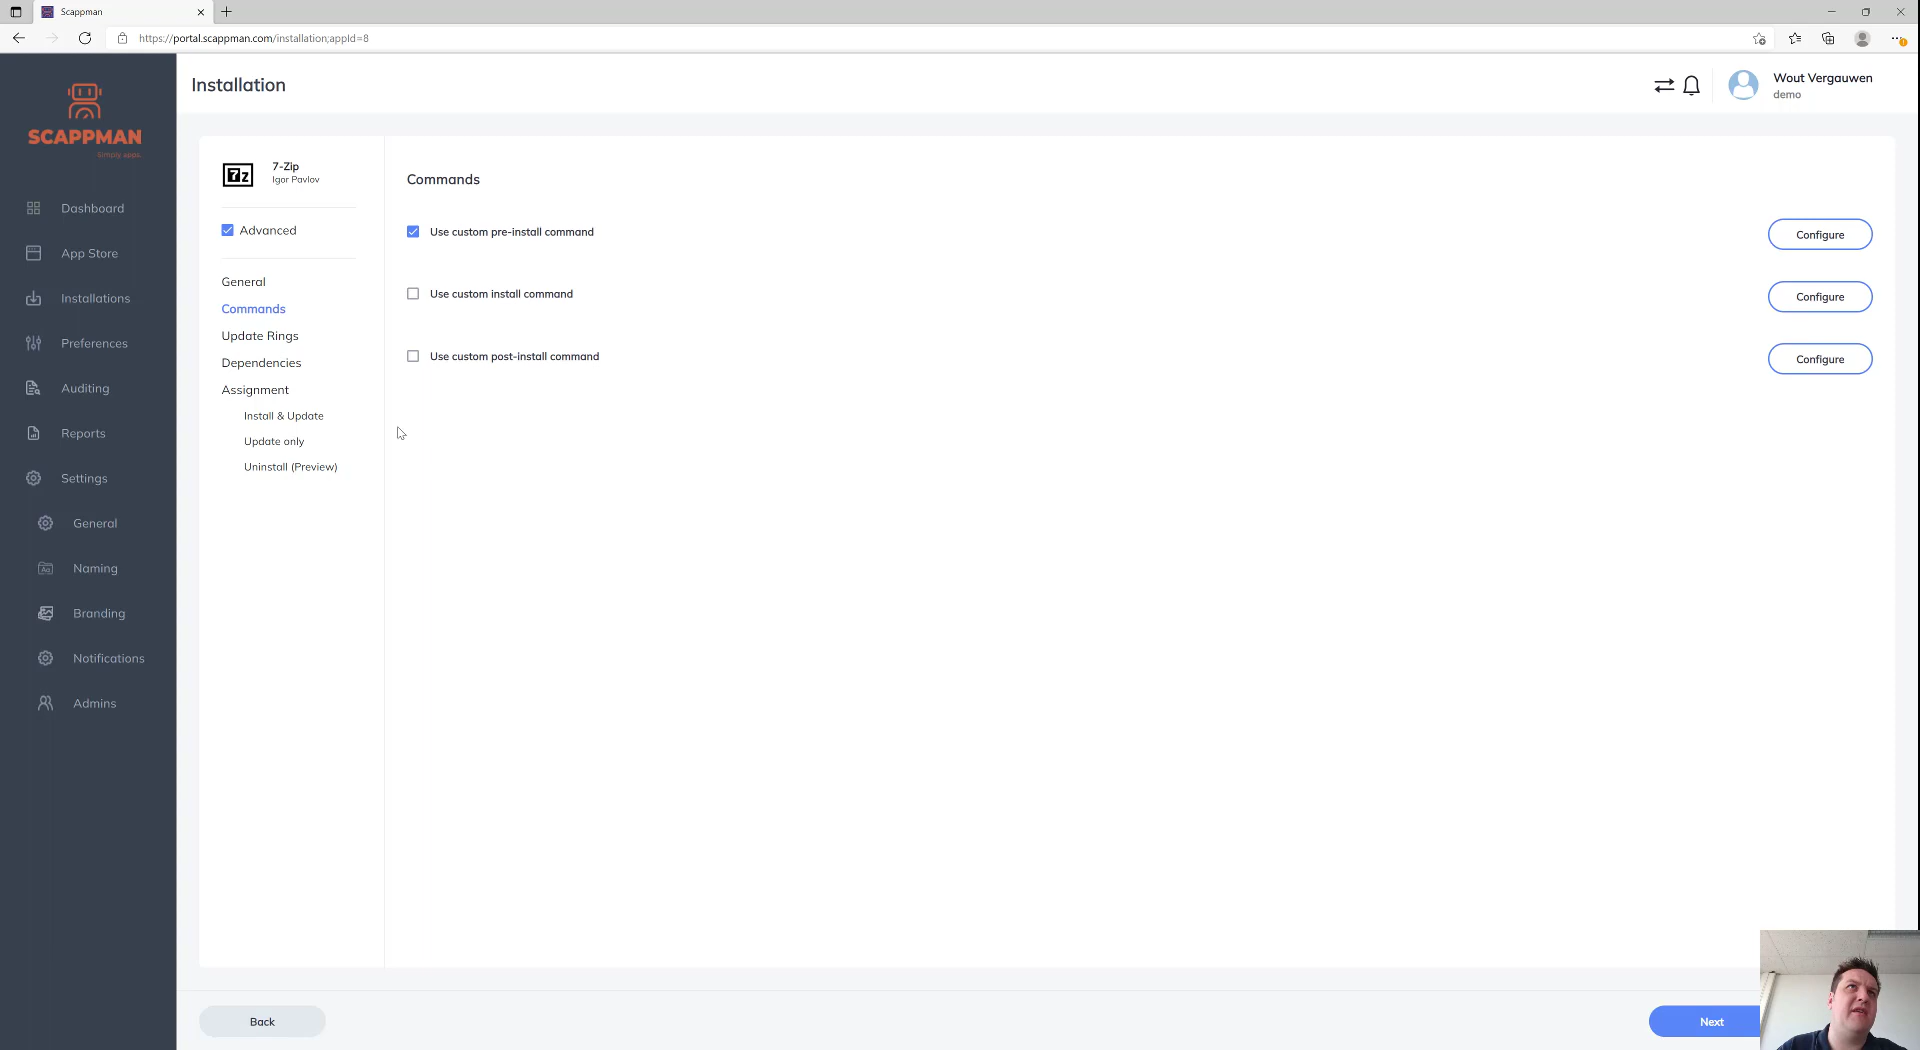 Scappman
https://portal.scappman.com/installation;appId=8
SCAPPMAN
Simply apps.
Installation
Wout Vergauwen
demo
Dashboard
App Store
Installations
Preferences
Auditing
Reports
Settings
General
Naming
Branding
Notifications
Admins
7z
7-Zip
Igor Pavlov
Advanced
General
Commands
Update Rings
Dependencies
Assignment
Install & Update
Update only
Uninstall (Preview)
Commands
Use custom pre-install command
Configure
Use custom install command
Configure
Use custom post-install command
Configure
Back
Next